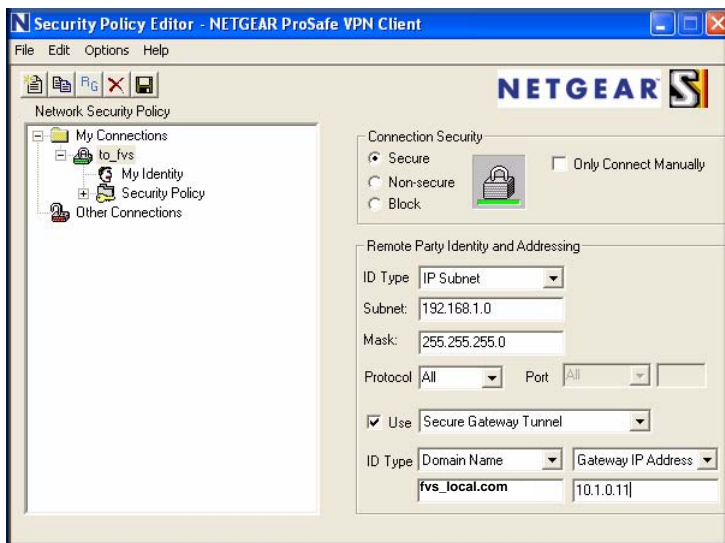 Security Policy Editor - NETGEAR ProSafe VPN Client
File Edit Options Help
RG
NETGEAR S
Network Security Policy
My Connections
to_fvs
My Identity
Security Policy
Other Connections
Connection Security
Secure
Non-secure
Block
Only Connect Manually
Remote Party Identity and Addressing
ID Type IP Subnet
Subnet: 192.168.1.0
Mask: 255.255.255.0
Protocol All Port All
Use Secure Gateway Tunnel
ID Type Domain Name Gateway IP Address
fvs_local.com 10.1.0.11